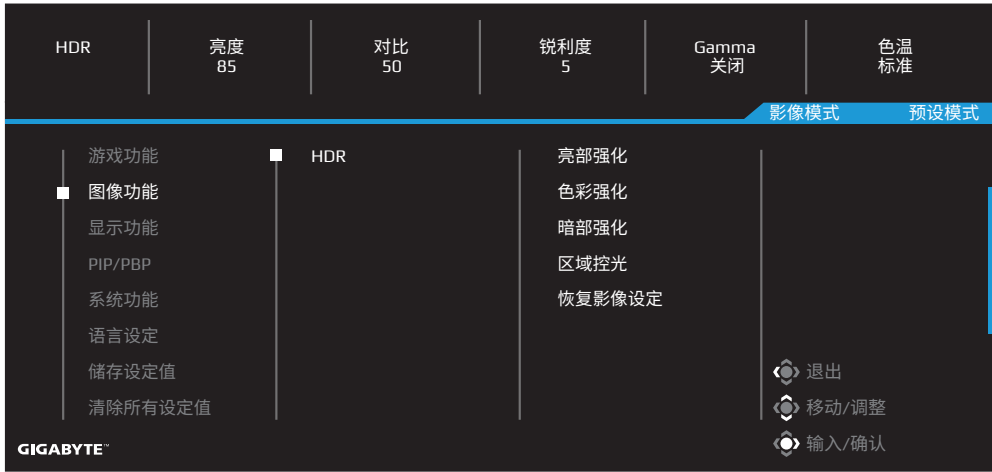 HDR
亮度
85
对比
50
锐利度
5
Gamma
关闭
色温
标准
影像模式 预设模式
游戏功能
图像功能
显示功能
PIP/PBP
系统功能
语言设定
储存设定值
清除所有设定值
HDR
亮部强化
色彩强化
暗部强化
区域控光
恢复影像设定
退出
移动/调整
输入/确认
GIGABYTE™